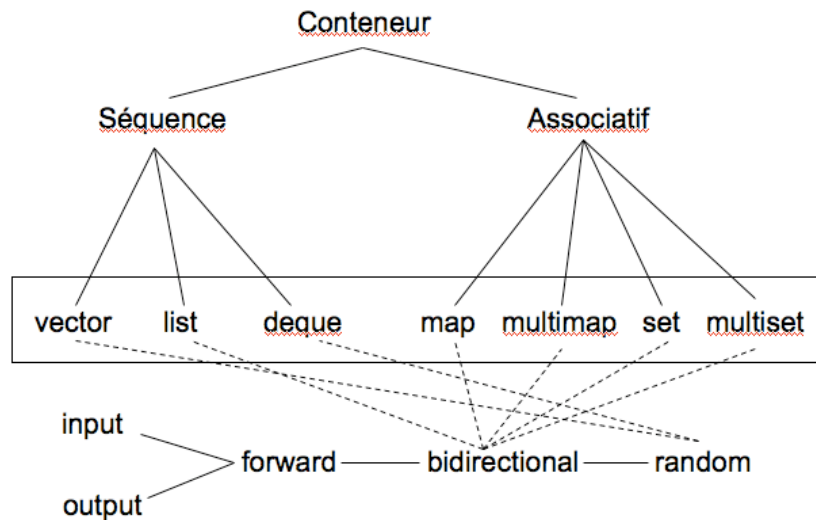 Conteneur
Séquence Associatif
vector list deque map multimap set multiset
input
forward bidirectional random
output